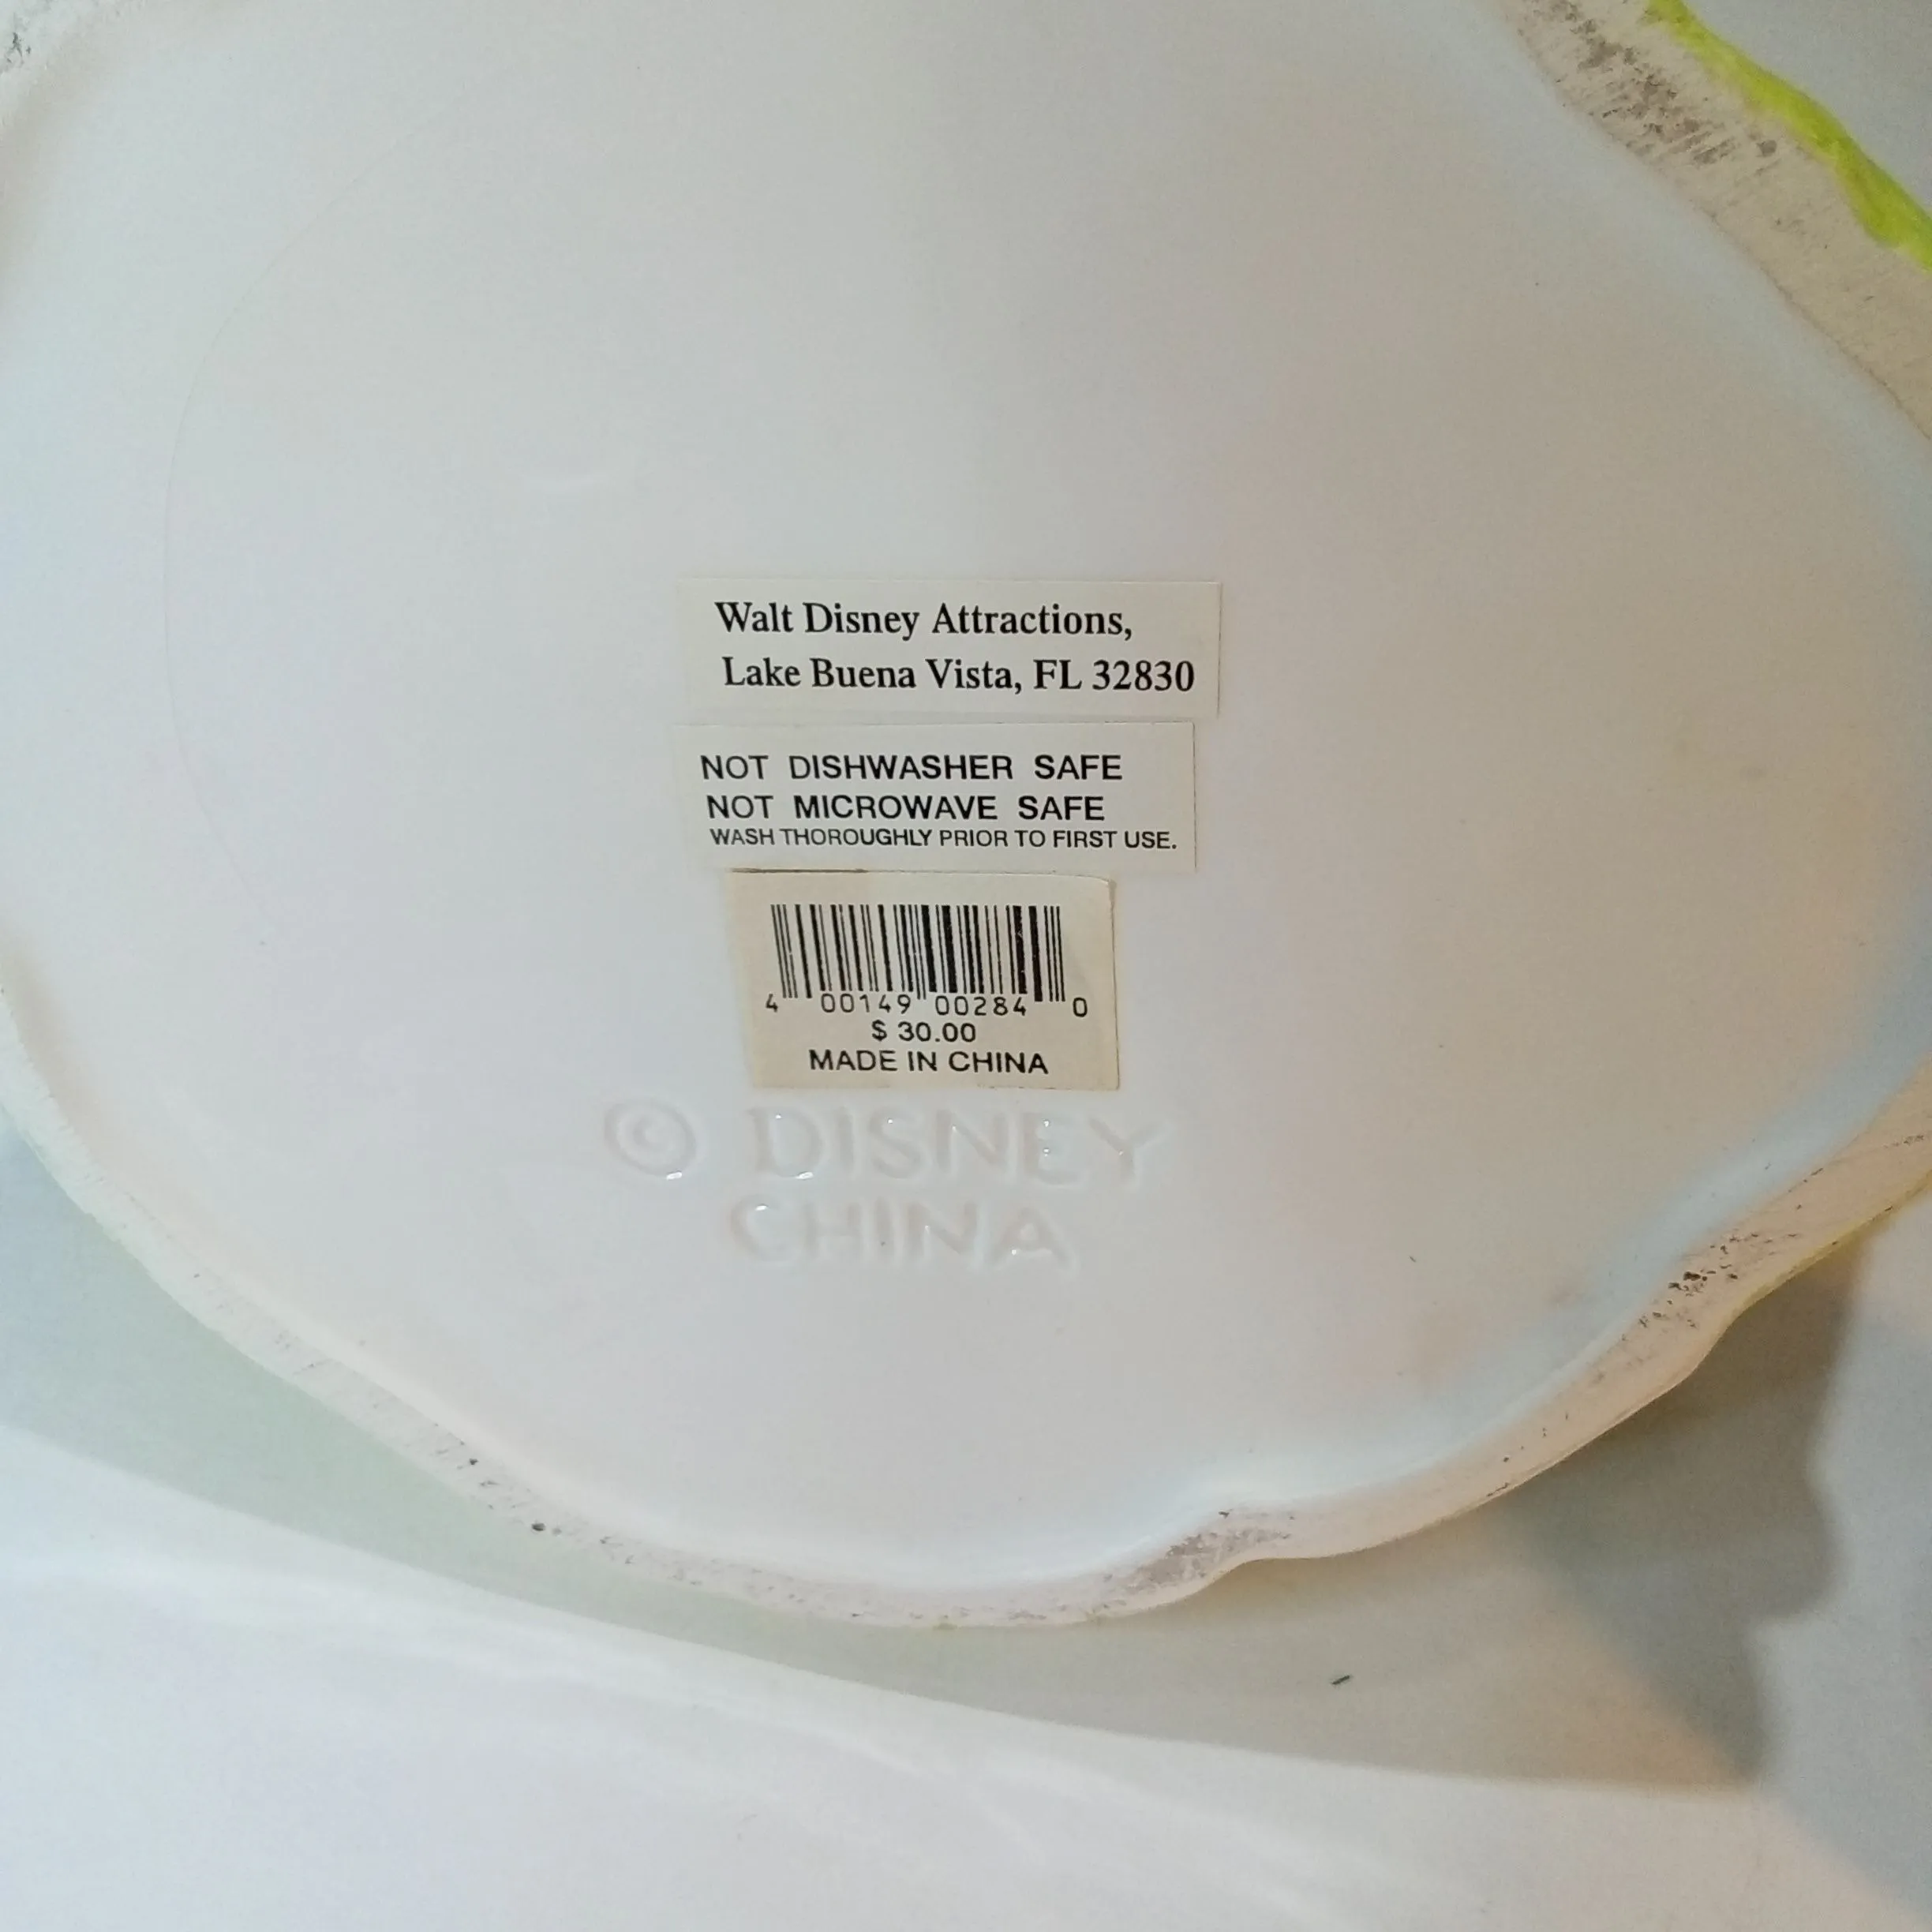 Walt Disney Attractions,
Lake Buena Vista, FL 32830
NOT DISHWASHER SAFE
NOT MICROWAVE SAFE
WASH THOROUGHLY PRIOR TO FIRST USE.
4 00149 00284 0
$ 30.00
MADE IN CHINA
© DISNEY
CHINA